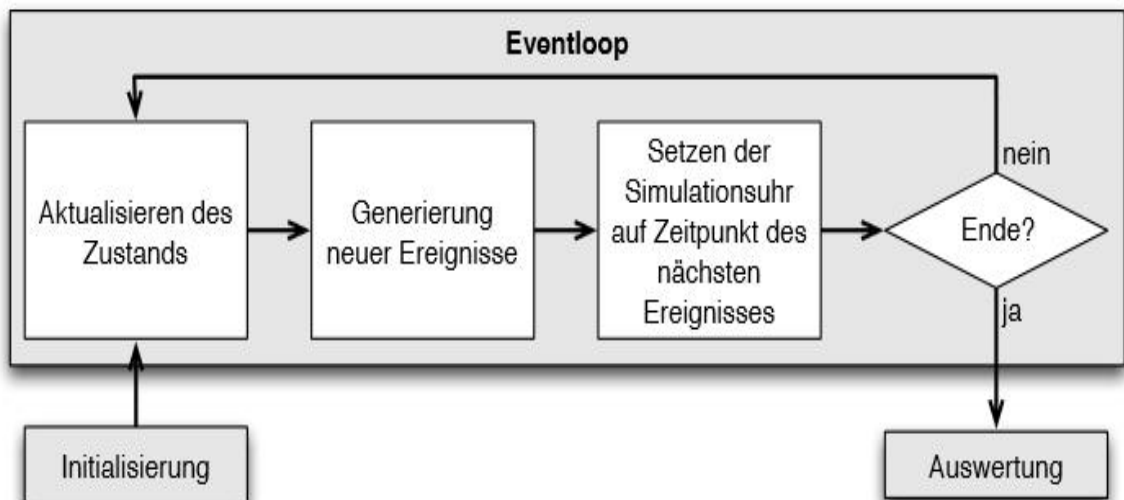 Eventloop
Aktualisieren des
Zustands
Generierung
neuer Ereignisse
Setzen der
Simulationsuhr
auf Zeitpunkt des
nächsten
Ereignisses
Ende?
nein
ja
Initialisierung
Auswertung